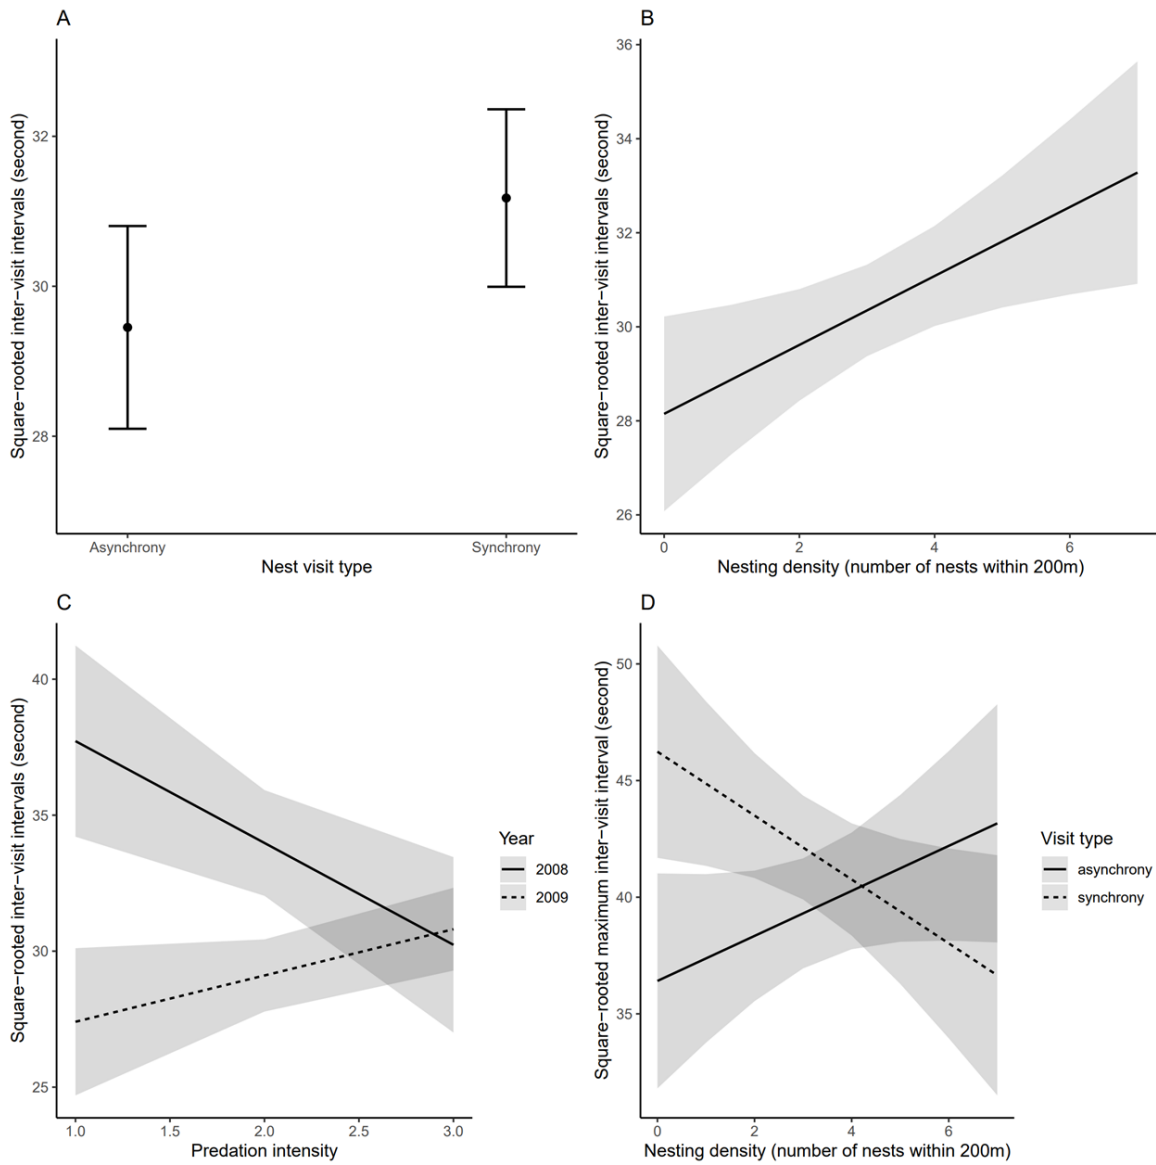 A
Square-rooted inter-visit intervals (second)
32
30
28
Asynchrony
Synchrony
Nest visit type
B
Square-rooted inter-visit intervals (second)
36
34
32
30
28
26
0
2
4
6
Nesting density (number of nests within 200m)
C
Square-rooted inter-visit intervals (second)
40
35
30
25
1.0
1.5
2.0
2.5
3.0
Predation intensity
Year
2008
2009
D
Square-rooted maximum inter-visit interval (second)
50
45
40
35
0
2
4
6
Nesting density (number of nests within 200m)
Visit type
asynchrony
synchrony